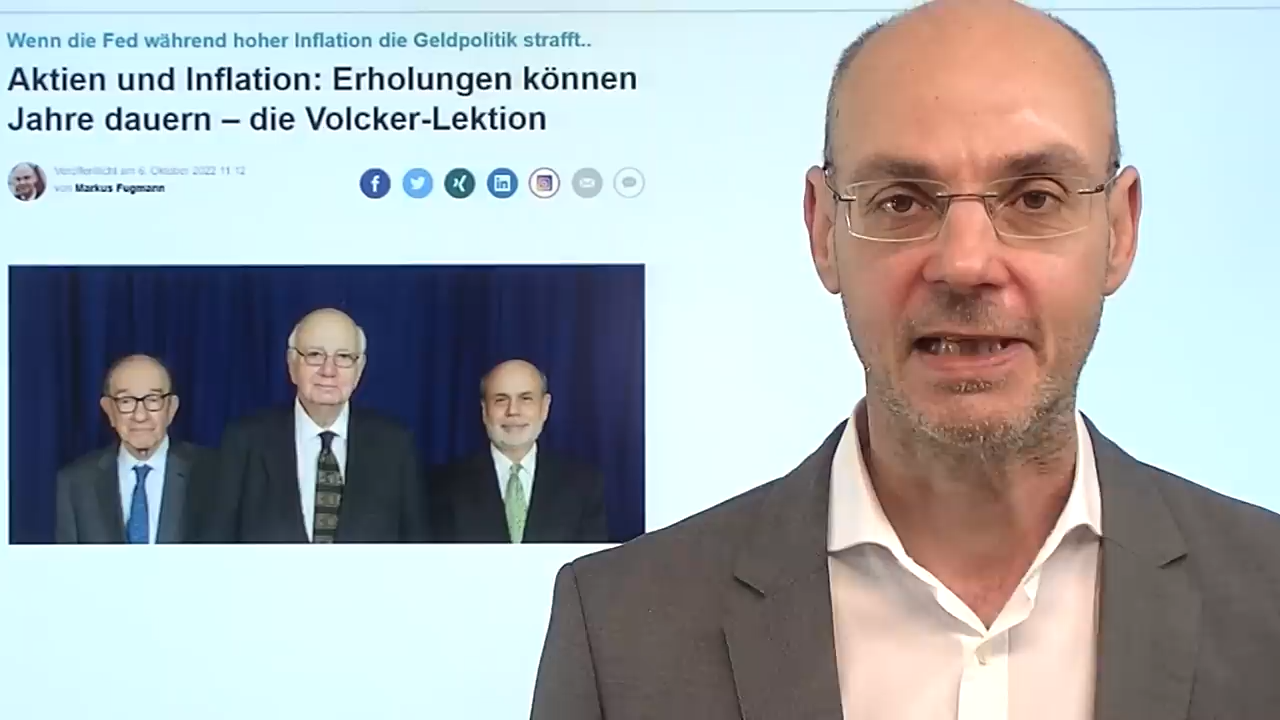 Wenn die Fed während hoher Inflation die Geldpolitik strafft..
Aktien und Inflation: Erholungen können
Jahre dauern – die Volcker-Lektion
Veröffentlicht am 6. Oktober 2022 11:12
von Markus Fugmann